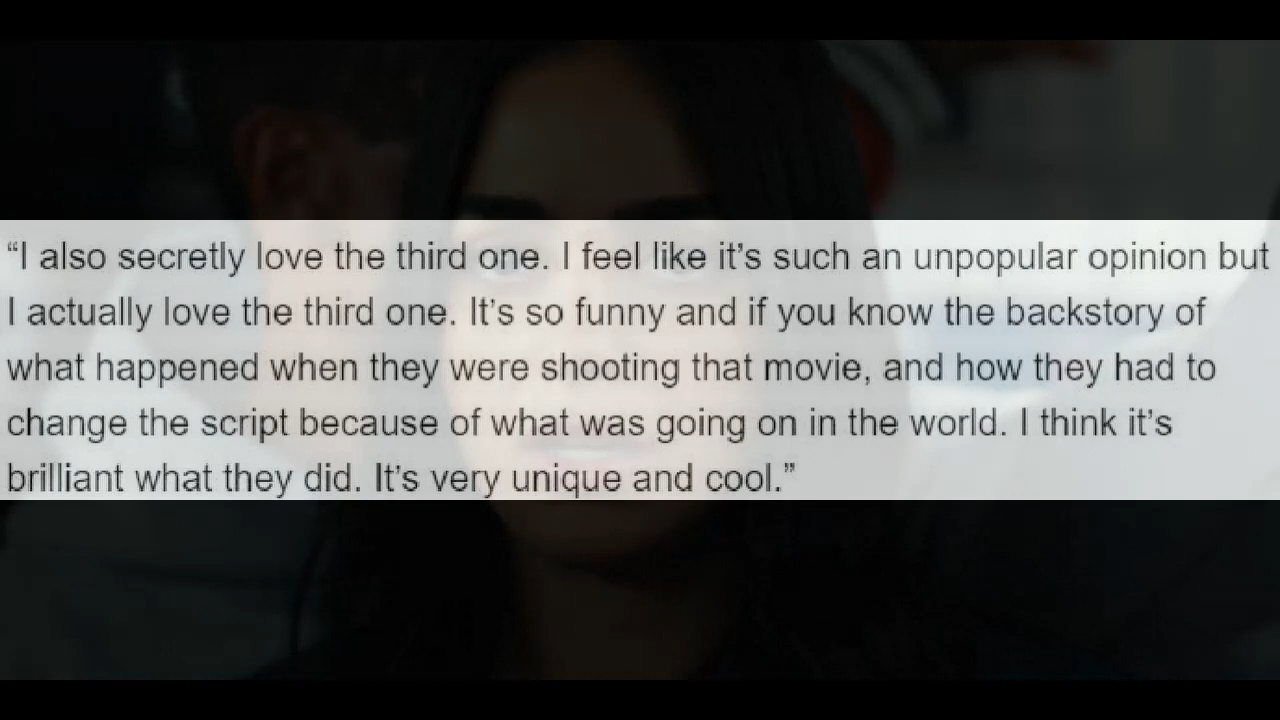 “I also secretly love the third one. I feel like it’s such an unpopular opinion but
I actually love the third one. It’s so funny and if you know the backstory of
what happened when they were shooting that movie, and how they had to
change the script because of what was going on in the world. I think it’s
brilliant what they did. It’s very unique and cool.”